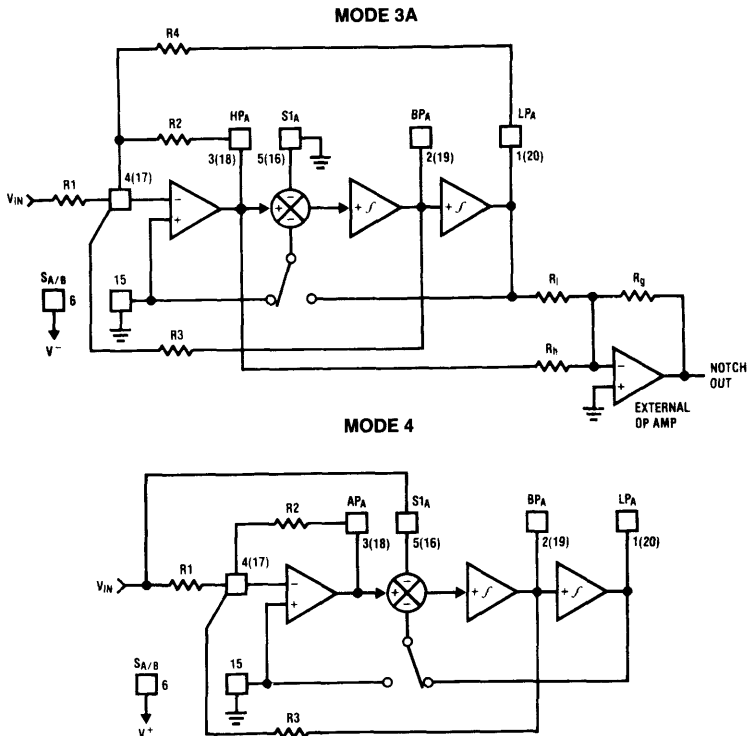 MODE 3A
R4
R2
HPA
3(18)
S1A
5(16)
BPA
2(19)
LPA
1(20)
VIN
R1
4(17)
-
+
+
-
-
+ ∫
+ ∫
SA/B
6
V-
15
R3
Rl
Rg
Rh
-
+
NOTCH
OUT
EXTERNAL
OP AMP
MODE 4
R2
APA
3(18)
S1A
5(16)
BPA
2(19)
LPA
1(20)
VIN
R1
4(17)
-
+
+
-
-
+ ∫
+ ∫
SA/B
6
V+
15
R3